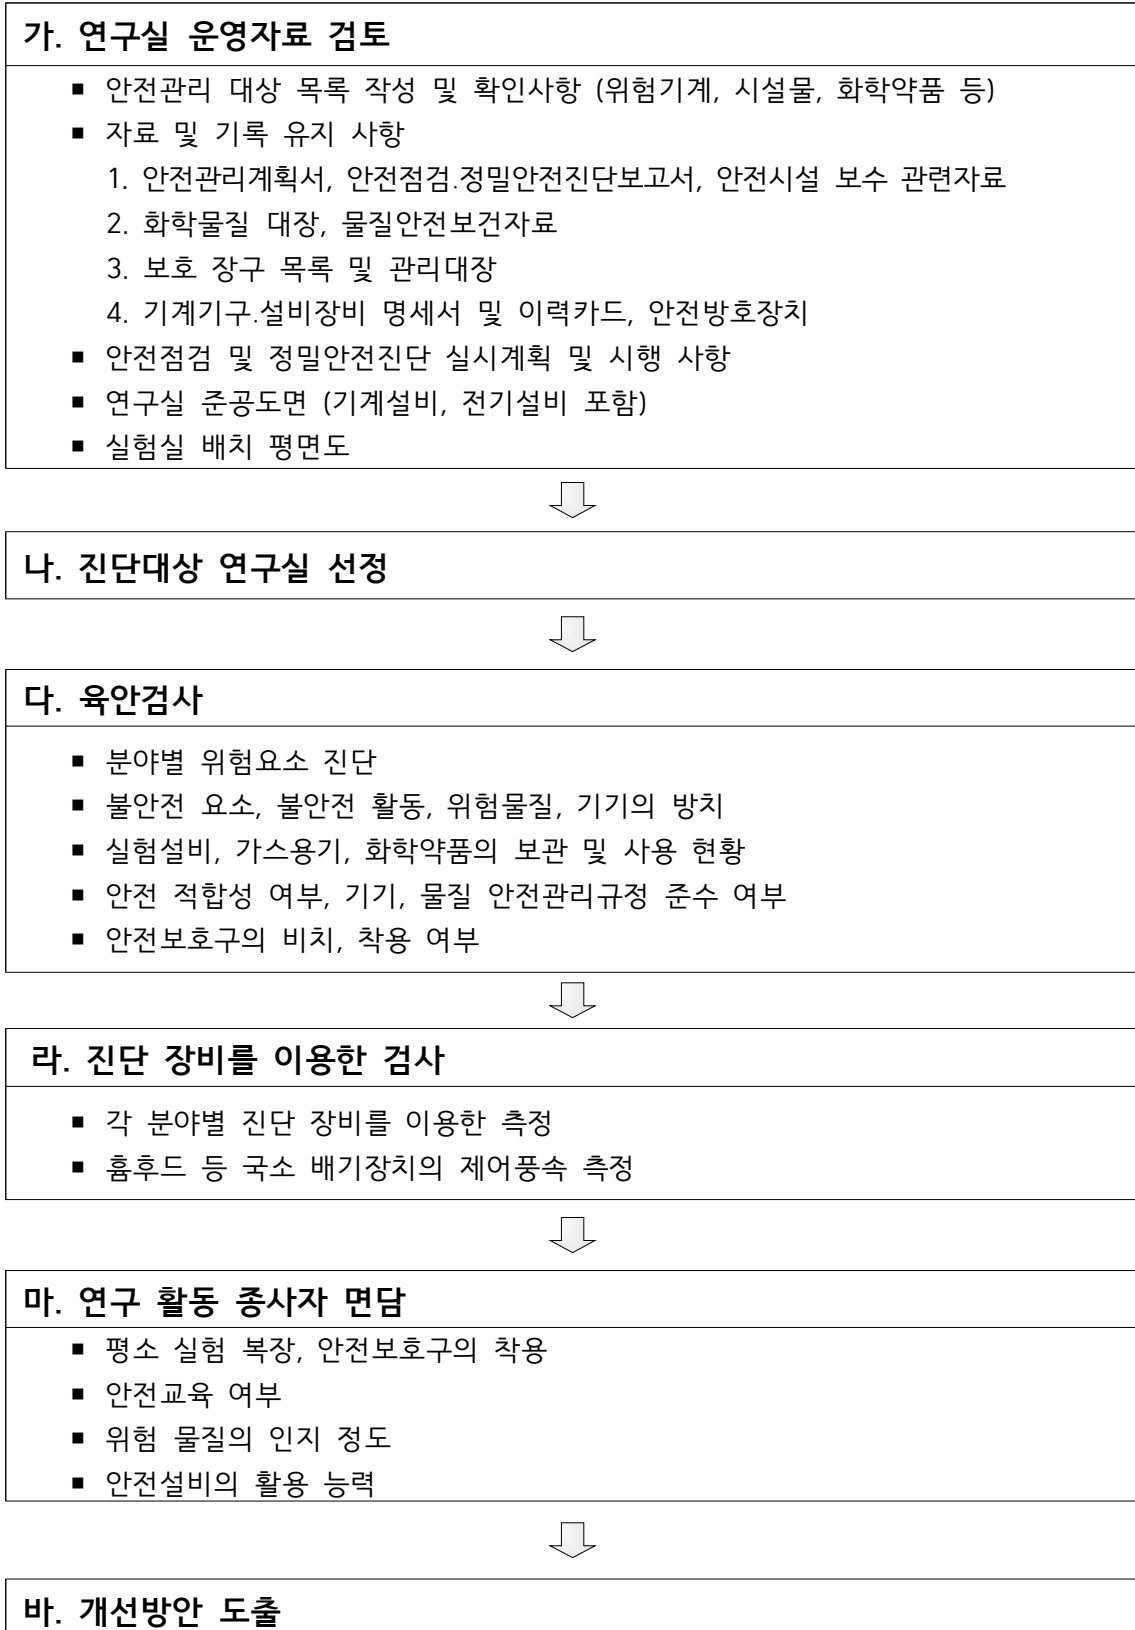 가. 연구실 운영자료 검토
▪ 안전관리 대상 목록 작성 및 확인사항 (위험기계, 시설물, 화학약품 등)
▪ 자료 및 기록 유지 사항
1. 안전관리계획서, 안전점검.정밀안전진단보고서, 안전시설 보수 관련자료
2. 화학물질 대장, 물질안전보건자료
3. 보호 장구 목록 및 관리대장
4. 기계기구.설비장비 명세서 및 이력카드, 안전방호장치
▪ 안전점검 및 정밀안전진단 실시계획 및 시행 사항
▪ 연구실 준공도면 (기계설비, 전기설비 포함)
▪ 실험실 배치 평면도
나. 진단대상 연구실 선정
다. 육안검사
▪ 분야별 위험요소 진단
▪ 불안전 요소, 불안전 활동, 위험물질, 기기의 방치
▪ 실험설비, 가스용기, 화학약품의 보관 및 사용 현황
▪ 안전 적합성 여부, 기기, 물질 안전관리규정 준수 여부
▪ 안전보호구의 비치, 착용 여부
라. 진단 장비를 이용한 검사
▪ 각 분야별 진단 장비를 이용한 측정
▪ 흄후드 등 국소 배기장치의 제어풍속 측정
마. 연구 활동 종사자 면담
▪ 평소 실험 복장, 안전보호구의 착용
▪ 안전교육 여부
▪ 위험 물질의 인지 정도
▪ 안전설비의 활용 능력
바. 개선방안 도출